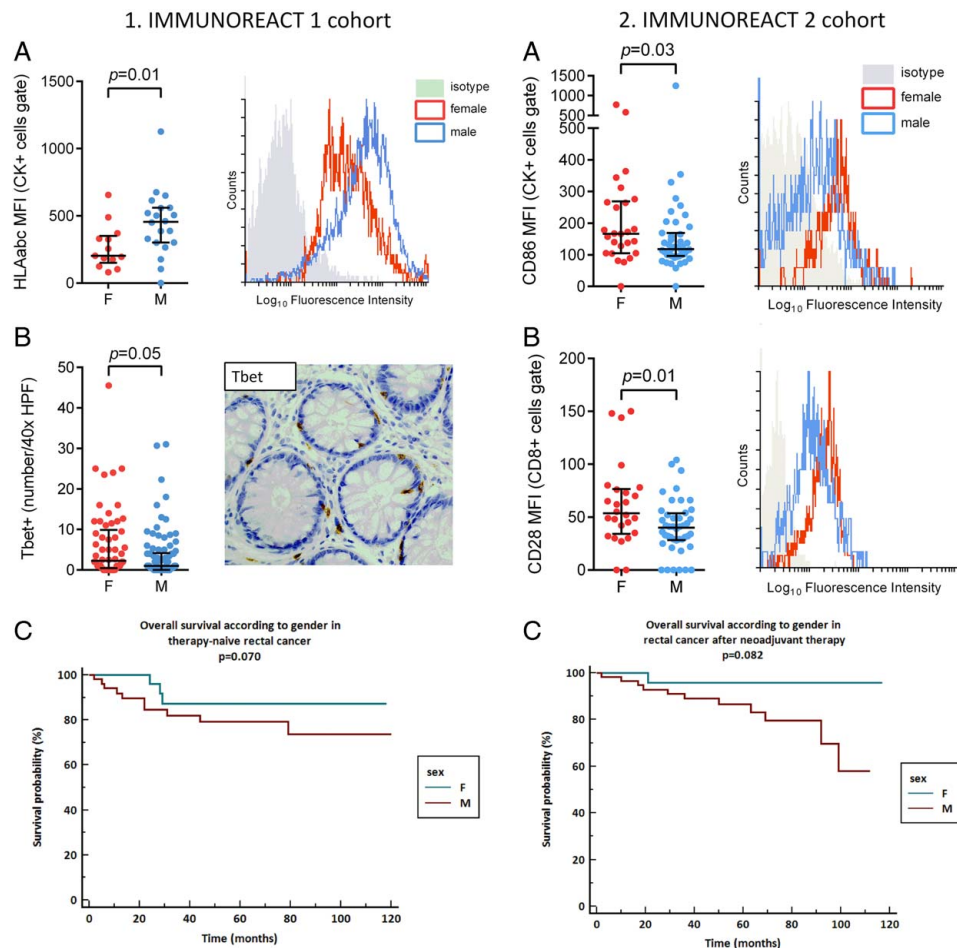 1. IMMUNOREACT 1 cohort
A
p=0.01
HLAabc MFI (CK+ cells gate)
1500
1000
500
0
F
M
Counts
Log10 Fluorescence Intensity
isotype
female
male
B
p=0.05
Tbet+ (number/40x HPF)
50
40
30
20
10
0
F
M
Tbet
C
Overall survival according to gender in
therapy-naive rectal cancer
p=0.070
Survival probability (%)
100
80
60
40
20
0
0 20 40 60 80 100 120
Time (months)
sex
F
M
2. IMMUNOREACT 2 cohort
A
p=0.03
CD86 MFI (CK+ cells gate)
1500
1000
500
500
400
300
200
100
0
F
M
Counts
Log10 Fluorescence Intensity
isotype
female
male
B
p=0.01
CD28 MFI (CD8+ cells gate)
200
150
100
50
0
F
M
Counts
Log10 Fluorescence Intensity
C
Overall survival according to gender in
rectal cancer after neoadjuvant therapy
p=0.082
Survival probability (%)
100
80
60
40
20
0
0 20 40 60 80 100 120
Time (months)
sex
F
M